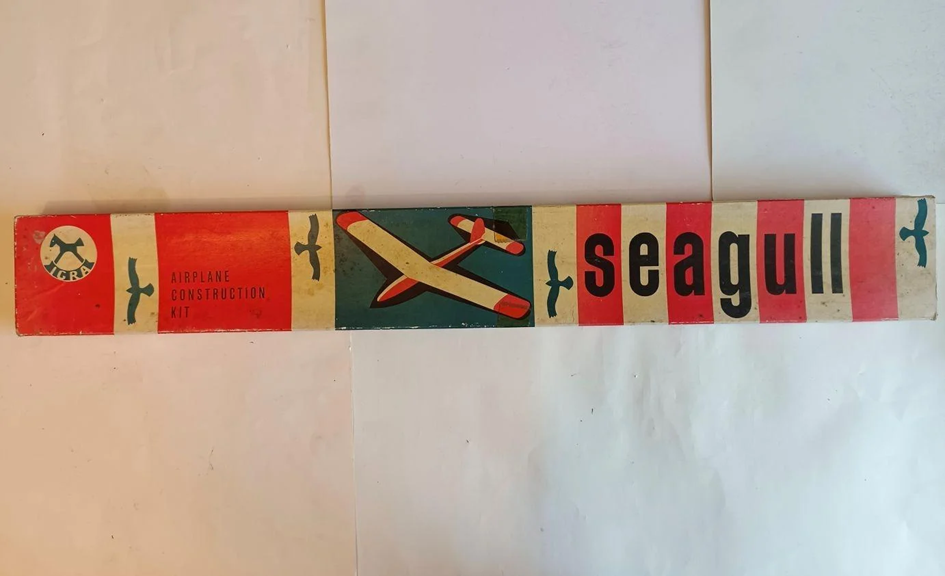 IGRA
AIRPLANE
CONSTRUCTION
KIT
seagull